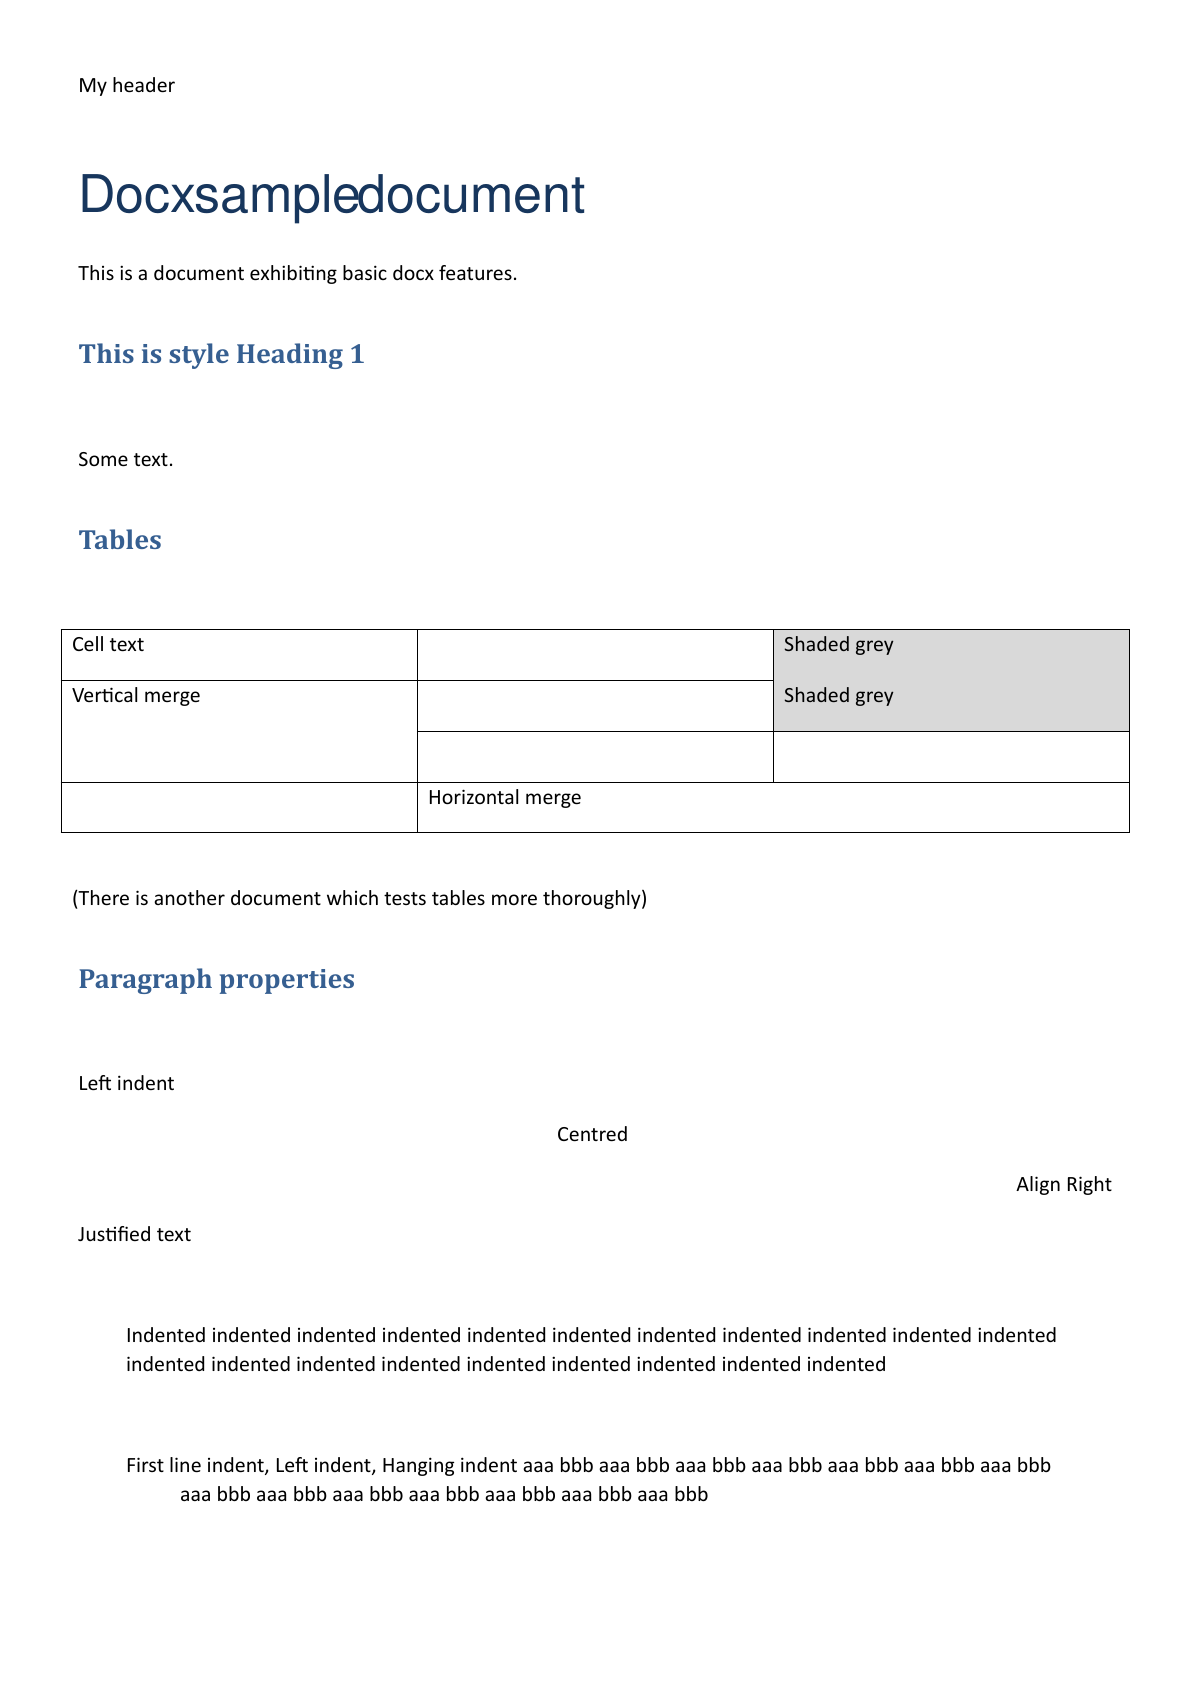 My header
Docxsampledocument
This is a document exhibiting basic docx features.
This is style Heading 1
Some text.
Tables
Cell text Shaded grey
Vertical merge Shaded grey
Horizontal merge
(There is another document which tests tables more thoroughly)
Paragraph properties
Left indent
Centred
Align Right
Justified text
Indented indented indented indented indented indented indented indented indented indented indented
indented indented indented indented indented indented indented indented indented
First line indent, Left indent, Hanging indent aaa bbb aaa bbb aaa bbb aaa bbb aaa bbb aaa bbb aaa bbb
aaa bbb aaa bbb aaa bbb aaa bbb aaa bbb aaa bbb aaa bbb